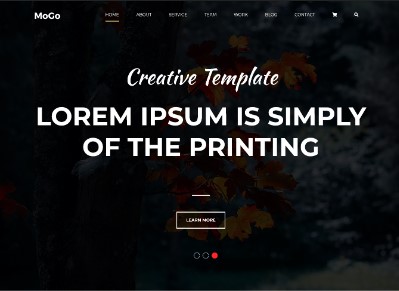 MoGo
HOME ABOUT SERVICE TEAM WORK BLOG CONTACT
Creative Template
LOREM IPSUM IS SIMPLY
OF THE PRINTING
LEARN MORE